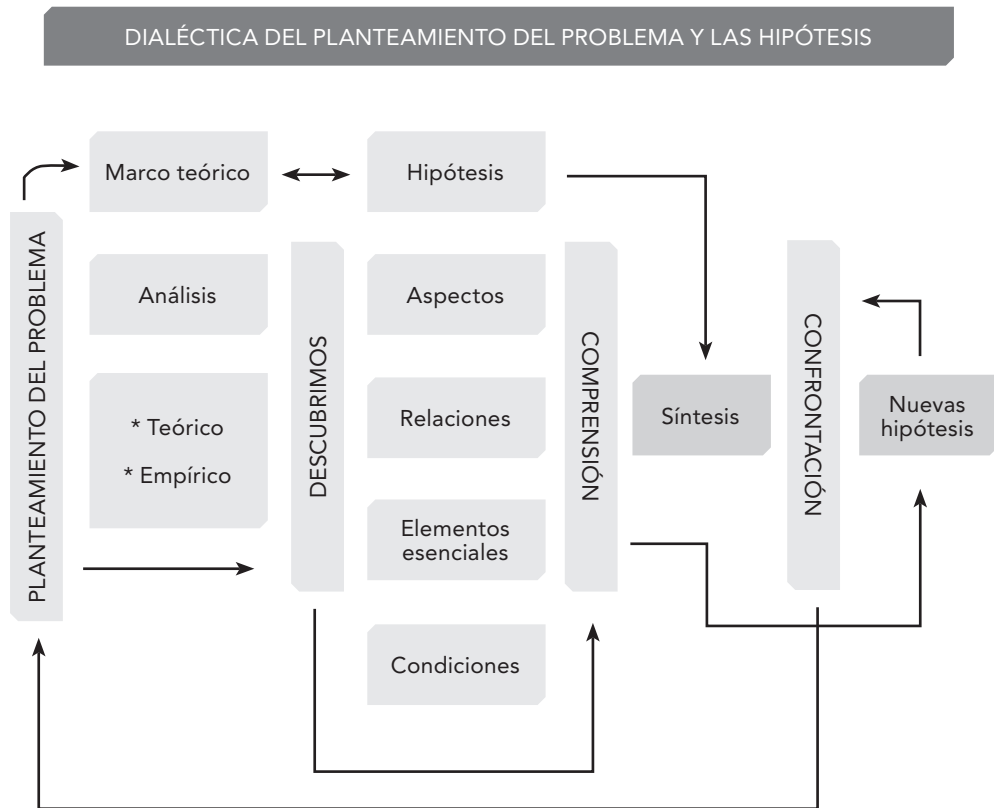 DIALÉCTICA DEL PLANTEAMIENTO DEL PROBLEMA Y LAS HIPÓTESIS
PLANTEAMIENTO DEL PROBLEMA
Marco teórico
Análisis
* Teórico
* Empírico
DESCUBRIMOS
Hipótesis
Aspectos
Relaciones
Elementos
esenciales
Condiciones
COMPRENSIÓN
Síntesis
CONFRONTACIÓN
Nuevas
hipótesis